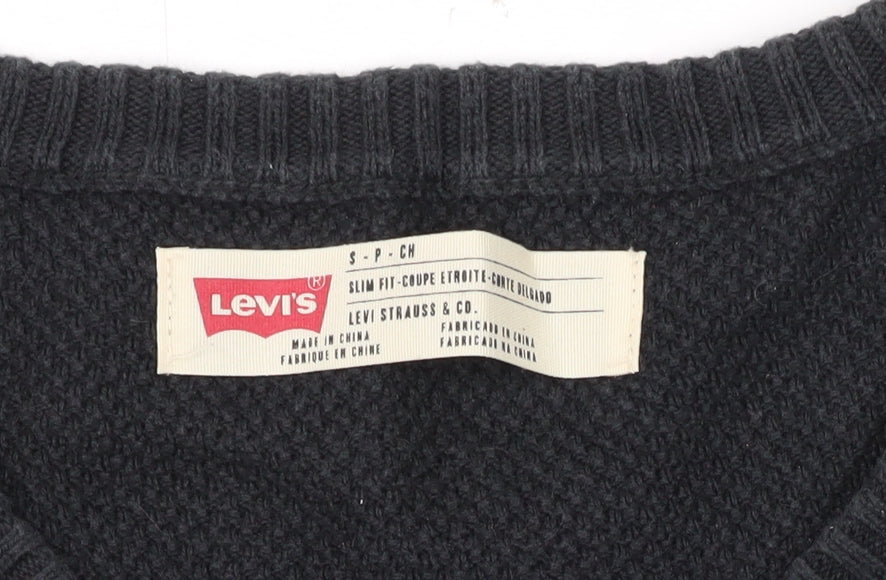 S - P - CH
SLIM FIT-COUPE ETROITE-CORTE DELGADO
LEVI'S ®
LEVI STRAUSS & CO.
MADE IN CHINA
FABRIQUE EN CHINE
FABRICADO EN CHINA
FABRICADO NA CHINA